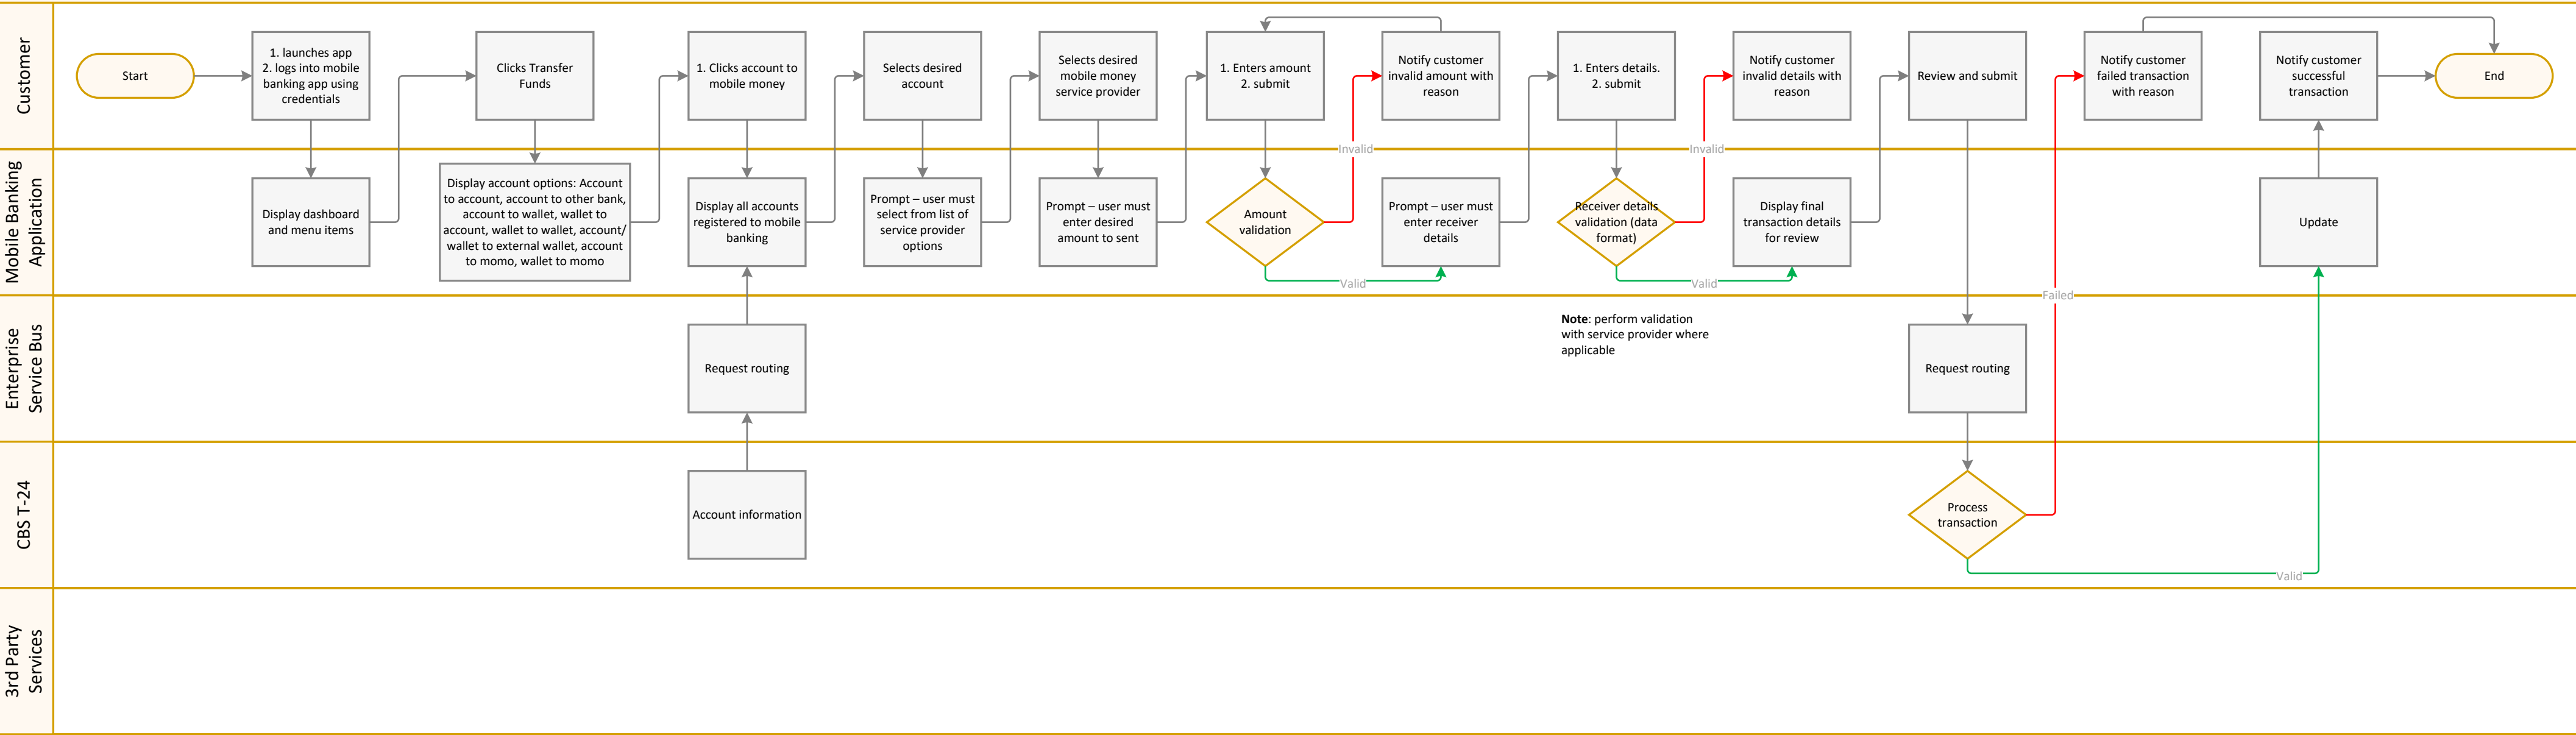 Customer
Start
1. launches app
2. logs into mobile
banking app using
credentials
Clicks Transfer
Funds
1. Clicks account to
mobile money
Selects desired
account
Selects desired
mobile money
service provider
1. Enters amount
2. submit
Notify customer
invalid amount with
reason
1. Enters details.
2. submit
Notify customer
invalid details with
reason
Review and submit
Notify customer
failed transaction
with reason
Notify customer
successful
transaction
End
Invalid
Invalid
Mobile Banking
Application
Display dashboard
and menu items
Display account options: Account
to account, account to other bank,
account to wallet, wallet to
account, wallet to wallet, account/
wallet to external wallet, account
to momo, wallet to momo
Display all accounts
registered to mobile
banking
Prompt – user must
select from list of
service provider
options
Prompt – user must
enter desired
amount to sent
Amount
validation
Prompt – user must
enter receiver
details
Receiver details
validation (data
format)
Display final
transaction details
for review
Update
Valid
Valid
Failed
Enterprise
Service Bus
Request routing
Note: perform validation
with service provider where
applicable
Request routing
CBS T-24
Account information
Process
transaction
Valid
3rd Party
Services